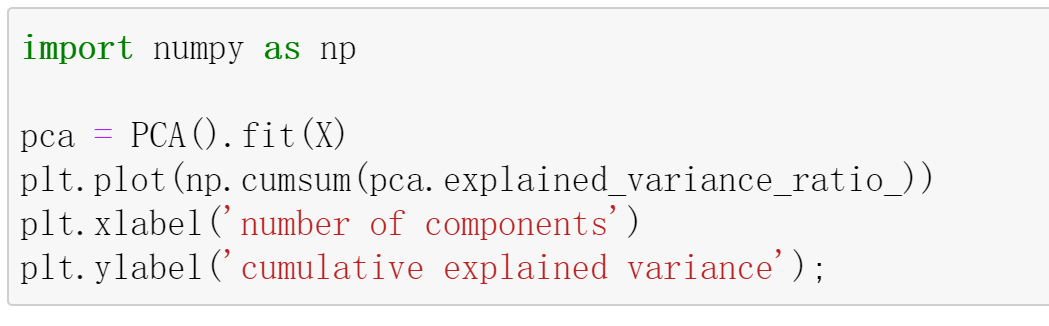 import numpy as np
pca = PCA().fit(X)
plt.plot(np.cumsum(pca.explained_variance_ratio_))
plt.xlabel('number of components')
plt.ylabel('cumulative explained variance');